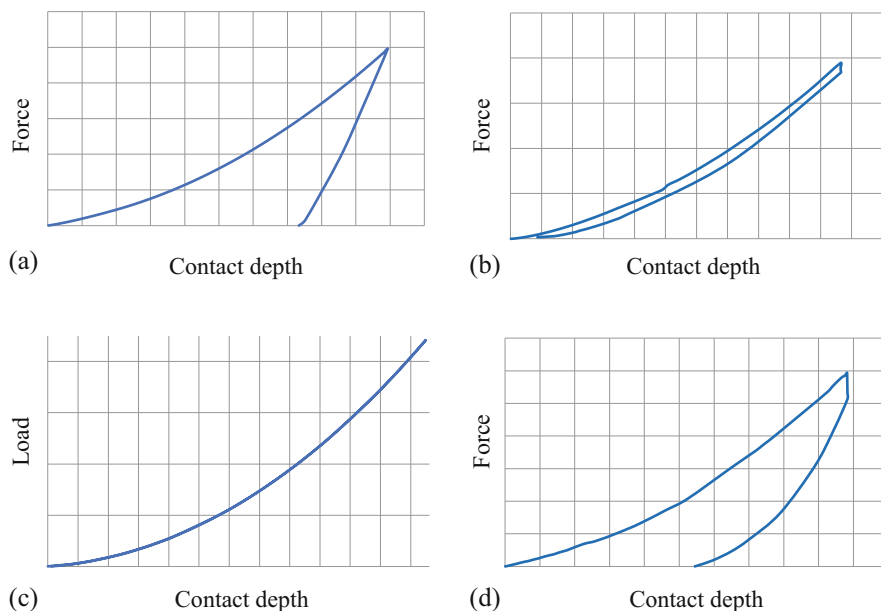 Force
(a)
Contact depth
Force
(b)
Contact depth
Load
(c)
Contact depth
Force
(d)
Contact depth